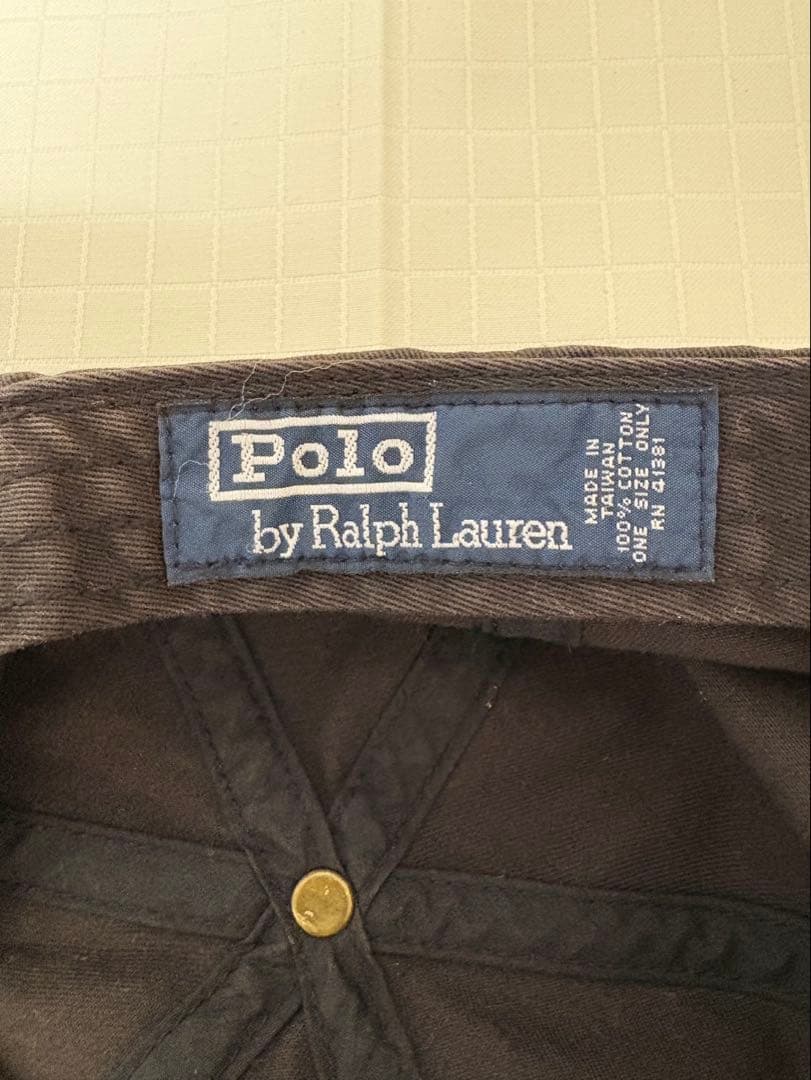 Polo
by Ralph Lauren
MADE IN
TAIWAN
100% COTTON
ONE SIZE ONLY
RN 41381